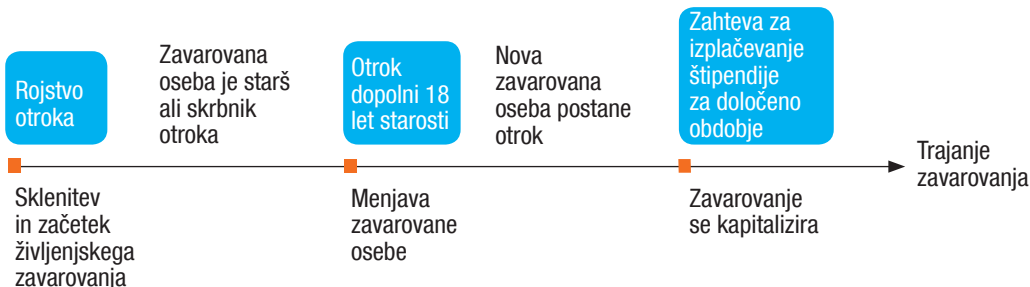 Rojstvo
otroka
Zavarovana
oseba je starš
ali skrbnik
otroka
Otrok
dopolni 18
let starosti
Nova
zavarovana
oseba postane
otrok
Zahteva za
izplačevanje
štipendije
za določeno
obdobje
Trajanje
zavarovanja
Sklenitev
in začetek
življenjskega
zavarovanja
Menjava
zavarovane
osebe
Zavarovanje
se kapitalizira